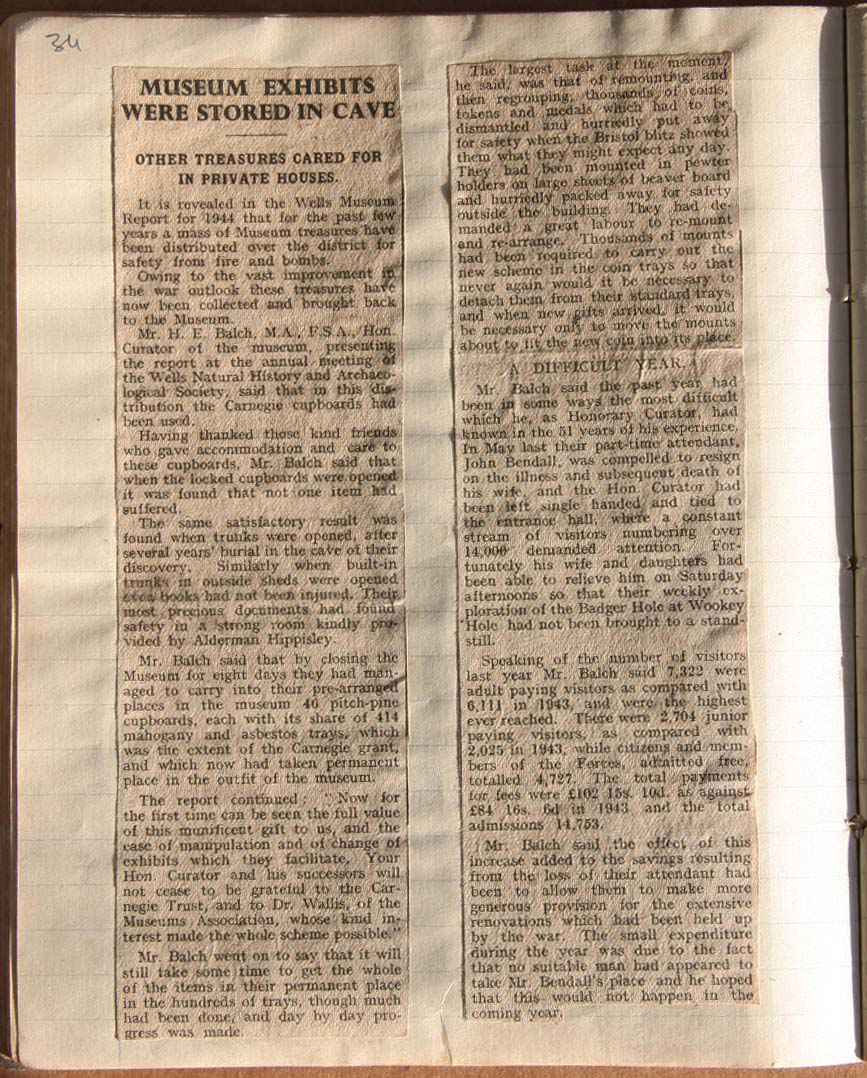 34
MUSEUM EXHIBITS
WERE STORED IN CAVE
OTHER TREASURES CARED FOR
IN PRIVATE HOUSES.
It is revealed in the Wells Museum
Report for 1944 that for the past few
years a mass of Museum treasures have
been distributed over the district for
safety from fire and bombs.
Owing to the vast improvement in
the war outlook these treasures have
now been collected and brought back
to the Museum.
Mr. H. E. Balch, M.A., F.S.A., Hon.
Curator of the museum, presenting
the report at the annual meeting of
the Wells Natural History and Archaeo-
logical Society, said that in this dis-
tribution the Carnegie cupboards had
been used.
Having thanked those kind friends
who gave accommodation and care to
these cupboards, Mr. Balch said that
when the locked cupboards were opened
it was found that not one item had
suffered.
The same satisfactory result was
found when trunks were opened, after
several years' burial in the cave of their
discovery. Similarly when built-in
trunks in outside sheds were opened
even books had not been injured. Their
most precious documents had found
safety in a strong room kindly pro-
vided by Alderman Hippisley.
Mr. Balch said that by closing the
Museum for eight days they had man-
aged to carry into their pre-arranged
places in the museum 46 pitch-pine
cupboards, each with its share of 414
mahogany and asbestos trays, which
was the extent of the Carnegie grant,
and which now had taken permanent
place in the outfit of the museum.
The report continued: "Now for
the first time can be seen the full value
of this munificent gift to us, and the
ease of manipulation and of change of
exhibits which they facilitate. Your
Hon. Curator and his successors will
not cease to be grateful to the Car-
negie Trust, and to Dr. Wallis, of the
Museums Association, whose kind in-
terest made the whole scheme possible."
Mr. Balch went on to say that it will
still take some time to get the whole
of the items in their permanent place
in the hundreds of trays, though much
had been done, and day by day pro-
gress was made.
The largest task at the moment,
he said, was that of remounting, and
then regrouping, thousands of coins,
tokens and medals which had to be
dismantled and hurriedly put away
for safety when the Bristol blitz showed
them what they might expect any day.
They had been mounted in pewter
holders on large sheets of beaver board
and hurriedly packed away for safety
outside the building. They had de-
manded a great labour to re-mount
and re-arrange. Thousands of mounts
had been required to carry out the
new scheme in the coin trays so that
never again would it be necessary to
detach them from their standard trays,
and when new gifts arrived, it would
be necessary only to move the mounts
about to fit the new coin into its place.
A DIFFICULT YEAR.
Mr. Balch said the past year had
been in some ways the most difficult
which he, as Honorary Curator, had
known in the 51 years of his experience.
In May last their part-time attendant,
John Bendall, was compelled to resign
on the illness and subsequent death of
his wife, and the Hon. Curator had
been left single handed and tied to
the entrance hall, where a constant
stream of visitors numbering over
14,000 demanded attention. For-
tunately his wife and daughters had
been able to relieve him on Saturday
afternoons so that their weekly ex-
ploration of the Badger Hole at Wookey
Hole had not been brought to a stand-
still.
Speaking of the number of visitors
last year Mr. Balch said 7,322 were
adult paying visitors as compared with
6,111 in 1943, and were the highest
ever reached. There were 2,704 junior
paying visitors, as compared with
2,025 in 1943, while citizens and mem-
bers of the Forces, admitted free,
totalled 4,727. The total payments
for fees were £102 15s. 10d. as against
£84 16s. 6d in 1943 and the total
admissions 14,753.
Mr. Balch said the effect of this
increase added to the savings resulting
from the loss of their attendant had
been to allow them to make more
generous provision for the extensive
renovations which had been held up
by the war. The small expenditure
during the year was due to the fact
that no suitable man had appeared to
take Mr. Bendall's place and he hoped
that this would not happen in the
coming year.